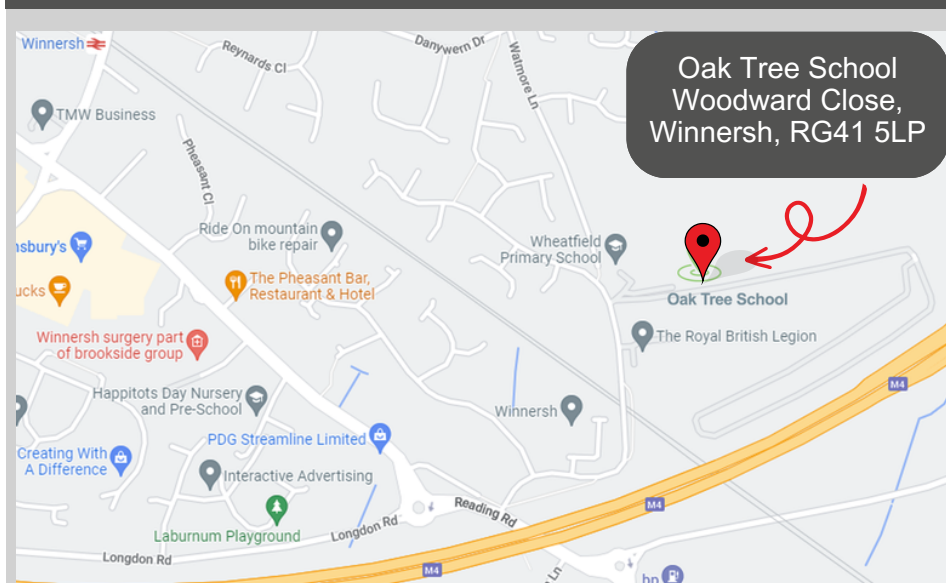 Winnersh
Reynards Cl
Danywern Dr
Watmore Ln
Oak Tree School
Woodward Close,
Winnersh, RG41 5LP
TMW Business
Pheasant Cl
Ride On mountain
bike repair
Wheatfield
Primary School
nsbury's
ucks
The Pheasant Bar,
Restaurant & Hotel
Oak Tree School
Winnersh surgery part
of brookside group
The Royal British Legion
M4
Happitots Day Nursery
and Pre-School
Winnersh
PDG Streamline Limited
Creating With
A Difference
Interactive Advertising
Laburnum Playground
Longdon Rd
Reading Rd
M4
Longdon Rd
M4
Ln
bp